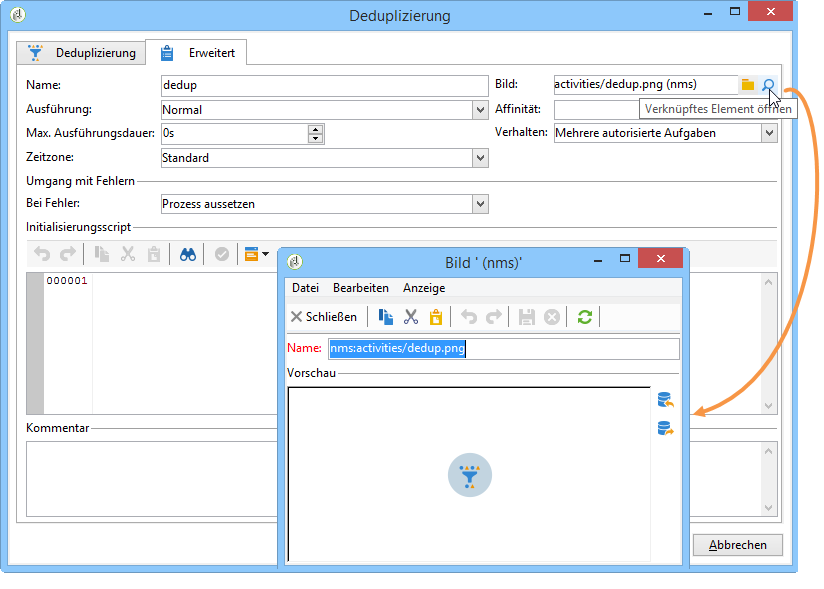 Deduplizierung
Deduplizierung Erweitert
Name: dedup
Bild: activities/dedup.png (nms)
Ausführung: Normal
Affinität:
Verknüpftes Element öffnen
Max. Ausführungsdauer: 0s
Verhalten: Mehrere autorisierte Aufgaben
Zeitzone: Standard
Umgang mit Fehlern
Bei Fehler: Prozess aussetzen
Initialisierungsscript
000001
Kommentar
Bild ' (nms)'
Datei Bearbeiten Anzeige
Schließen
Name: nms:activities/dedup.png
Vorschau
Abbrechen